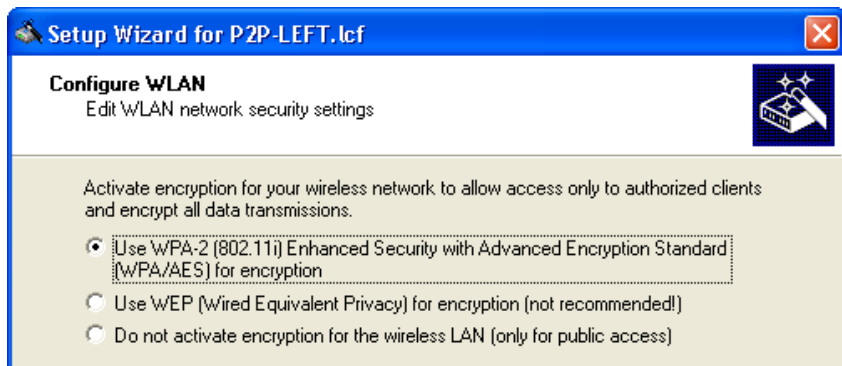 Setup Wizard for P2P-LEFT.lcf
Configure WLAN
Edit WLAN network security settings
Activate encryption for your wireless network to allow access only to authorized clients
and encrypt all data transmissions.
Use WPA-2 (802.11i) Enhanced Security with Advanced Encryption Standard
(WPA/AES) for encryption
Use WEP (Wired Equivalent Privacy) for encryption (not recommended!)
Do not activate encryption for the wireless LAN (only for public access)